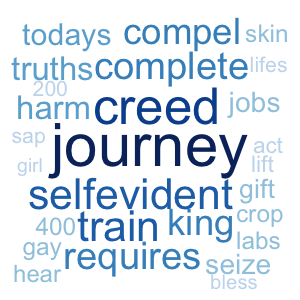 todays compel skin
truths complete lifes
200
harm creed jobs
sap journey act
girl lift
selfevident gift
400 train king crop
gay requires labs
hear seize
bless